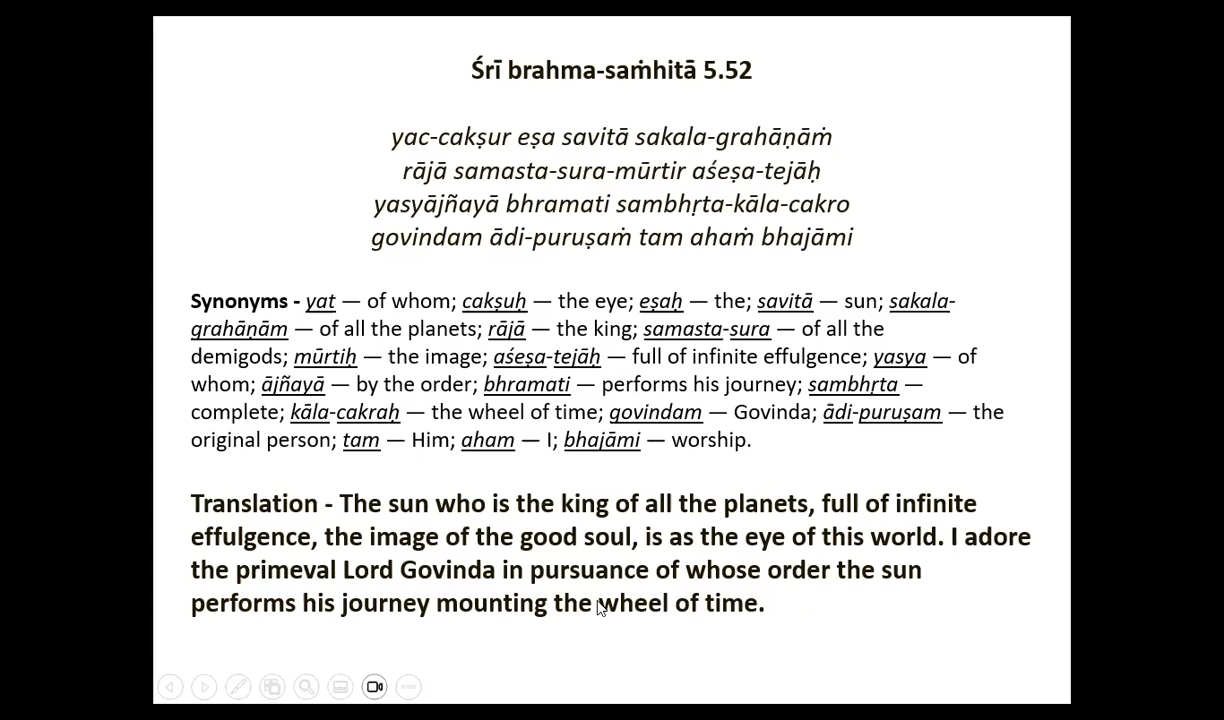 Śrī brahma-saṁhitā 5.52
yac-cakṣur eṣa savitā sakala-grahāṇāṁ
rājā samasta-sura-mūrtir aśeṣa-tejāḥ
yasyājñayā bhramati sambhṛta-kāla-cakro
govindam ādi-puruṣaṁ tam ahaṁ bhajāmi
Synonyms - yat — of whom; cakṣuḥ — the eye; eṣaḥ — the; savitā — sun; sakala-
grahāṇām — of all the planets; rājā — the king; samasta-sura — of all the
demigods; mūrtiḥ — the image; aśeṣa-tejāḥ — full of infinite effulgence; yasya — of
whom; ājñayā — by the order; bhramati — performs his journey; sambhṛta —
complete; kāla-cakraḥ — the wheel of time; govindam — Govinda; ādi-puruṣam — the
original person; tam — Him; aham — I; bhajāmi — worship.
Translation - The sun who is the king of all the planets, full of infinite
effulgence, the image of the good soul, is as the eye of this world. I adore
the primeval Lord Govinda in pursuance of whose order the sun
performs his journey mounting the wheel of time.